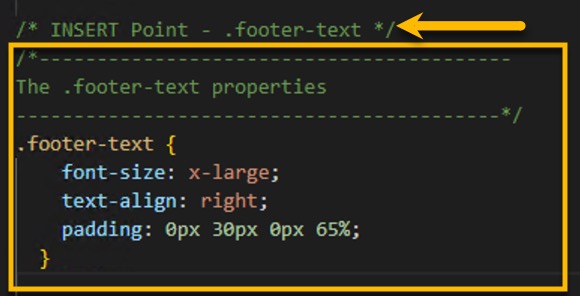 /* INSERT Point - .footer-text */
/*------------------------------------------
The .footer-text properties
-------------------------------------------*/
.footer-text {
font-size: x-large;
text-align: right;
padding: 0px 30px 0px 65%;
}